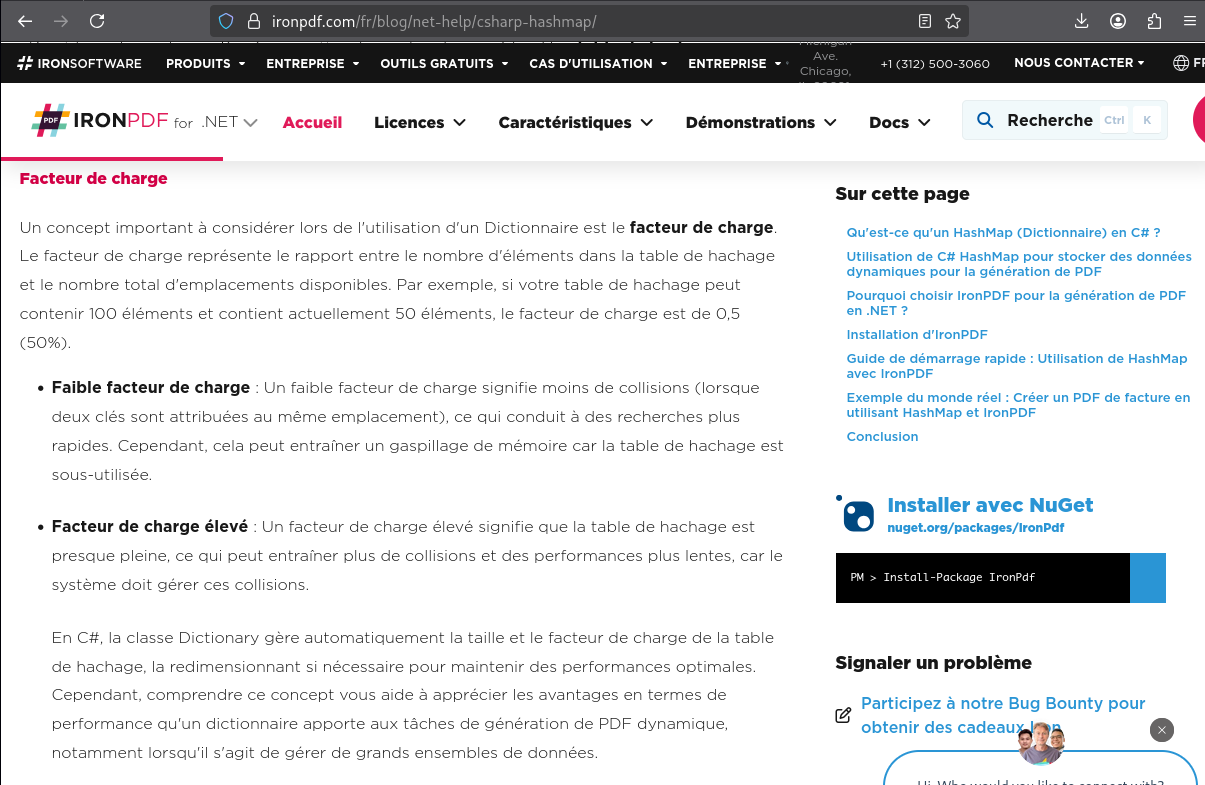 ironpdf.com/fr/blog/net-help/csharp-hashmap/
IRONSOFTWARE
PRODUITS
ENTREPRISE
OUTILS GRATUITS
CAS D'UTILISATION
ENTREPRISE
Michigan
Ave.
Chicago,
+1 (312) 500-3060
NOUS CONTACTER
FR
PDF
IRONPDF for .NET
Accueil
Licences
Caractéristiques
Démonstrations
Docs
Recherche
Ctrl
K
Facteur de charge
Un concept important à considérer lors de l'utilisation d'un Dictionnaire est le facteur de charge.
Le facteur de charge représente le rapport entre le nombre d'éléments dans la table de hachage
et le nombre total d'emplacements disponibles. Par exemple, si votre table de hachage peut
contenir 100 éléments et contient actuellement 50 éléments, le facteur de charge est de 0,5
(50%).
• Faible facteur de charge : Un faible facteur de charge signifie moins de collisions (lorsque
deux clés sont attribuées au même emplacement), ce qui conduit à des recherches plus
rapides. Cependant, cela peut entraîner un gaspillage de mémoire car la table de hachage est
sous-utilisée.
• Facteur de charge élevé : Un facteur de charge élevé signifie que la table de hachage est
presque pleine, ce qui peut entraîner plus de collisions et des performances plus lentes, car le
système doit gérer ces collisions.
En C#, la classe Dictionary gère automatiquement la taille et le facteur de charge de la table
de hachage, la redimensionnant si nécessaire pour maintenir des performances optimales.
Cependant, comprendre ce concept vous aide à apprécier les avantages en termes de
performance qu'un dictionnaire apporte aux tâches de génération de PDF dynamique,
notamment lorsqu'il s'agit de gérer de grands ensembles de données.
Sur cette page
Qu'est-ce qu'un HashMap (Dictionnaire) en C# ?
Utilisation de C# HashMap pour stocker des données
dynamiques pour la génération de PDF
Pourquoi choisir IronPDF pour la génération de PDF
en .NET ?
Installation d'IronPDF
Guide de démarrage rapide : Utilisation de HashMap
avec IronPDF
Exemple du monde réel : Créer un PDF de facture en
utilisant HashMap et IronPDF
Conclusion
Installer avec NuGet
nuget.org/packages/IronPdf
PM > Install-Package IronPdf
Signaler un problème
Participez à notre Bug Bounty pour
obtenir des cadeaux Iron
Hi, Who would you like to connect with?